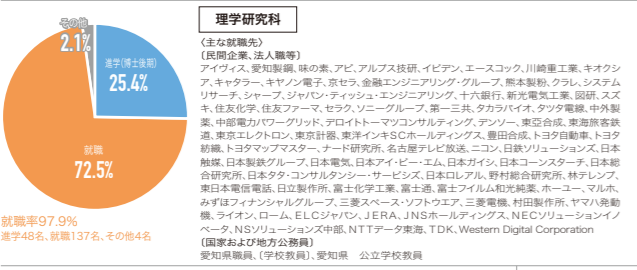 その他
2.1%
進学(博士後期)
25.4%
就職
72.5%
就職率97.9%
進学48名、就職137名、その他4名
理学研究科
〈主な就職先〉
〔民間企業、法人職等〕
アイヴィス、愛知製鋼、味の素、アピ、アルプス技研、イビデン、エースコック、川崎重工業、キオクシ
ア、キャタラー、キヤノン電子、京セラ、金融エンジニアリング・グループ、熊本製粉、クラレ、システム
リサーチ、シャープ、ジャパン・ティッシュ・エンジニアリング、十六銀行、新光電気工業、図研、スズ
キ、住友化学、住友ファーマ、セラク、ソニーグループ、第一三共、タカラバイオ、タツタ電線、中外製
薬、中部電力パワーグリッド、デロイトトーマツコンサルティング、デンソー、東亞合成、東海旅客鉄
道、東京エレクトロン、東京計器、東洋インキSCホールディングス、豊田合成、トヨタ自動車、トヨタ
紡織、トヨタマップマスター、ナード研究所、名古屋テレビ放送、ニコン、日鉄ソリューションズ、日本
触媒、日本製鉄グループ、日本電気、日本アイ・ビー・エム、日本ガイシ、日本コーンスターチ、日本総
合研究所、日本タタ・コンサルタンシー・サービシズ、日本ロレアル、野村総合研究所、林テレンプ、
東日本電信電話、日立製作所、富士化学工業、富士通、富士フイルム和光純薬、ホーユー、マルホ、
みずほフィナンシャルグループ、三菱スペース・ソフトウエア、三菱電機、村田製作所、ヤマハ発動
機、ライオン、ローム、ELCジャパン、JERA、JNSホールディングス、NECソリューションイノ
ベータ、NSソリューションズ中部、NTTデータ東海、TDK、Western Digital Corporation
〔国家および地方公務員〕
愛知県職員、〔学校教員〕、愛知県 公立学校教員